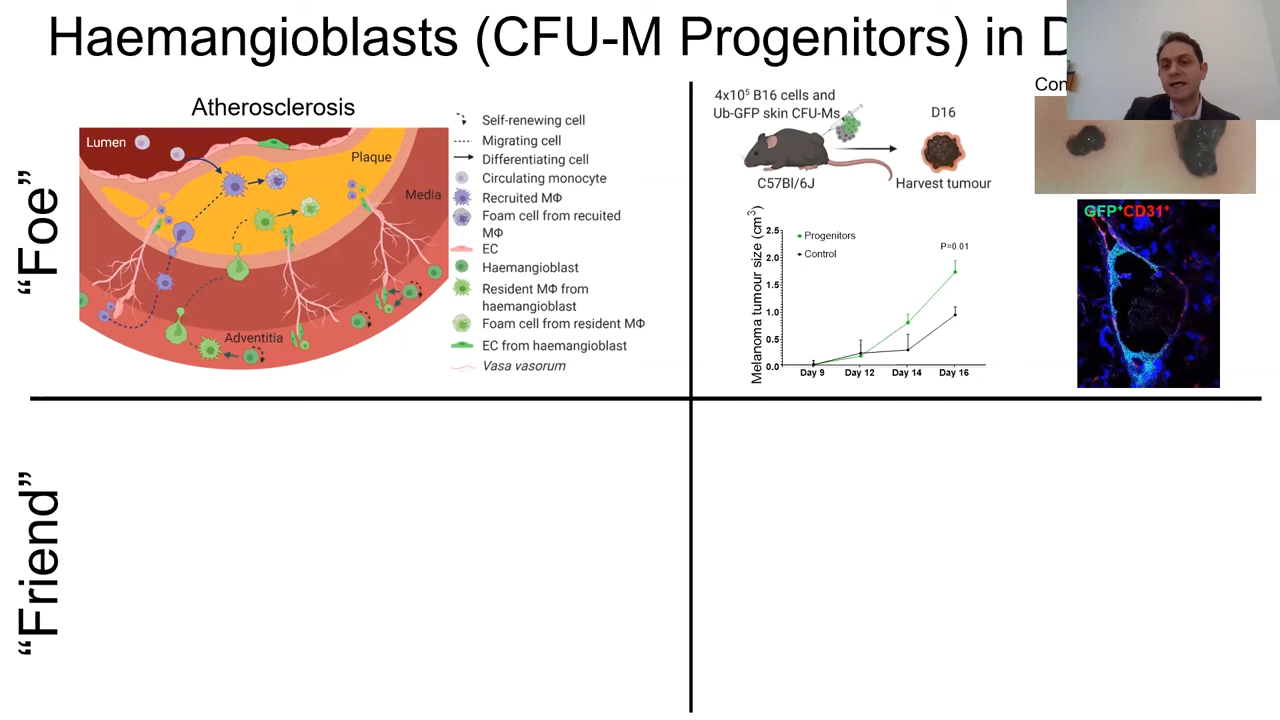 Haemangioblasts (CFU-M Progenitors) in
“Foe”
Atherosclerosis
Lumen
Plaque
Media
Adventitia
Self-renewing cell
Migrating cell
Differentiating cell
Circulating monocyte
Recruited MΦ
Foam cell from recuited
MΦ
EC
Haemangioblast
Resident MΦ from
haemangioblast
Foam cell from resident MΦ
EC from haemangioblast
Vasa vasorum
4x10⁵ B16 cells and
Ub-GFP skin CFU-Ms
D16
C57Bl/6J
Harvest tumour
Melanoma tumour size (cm³)
2.5
2.0
1.5
1.0
0.5
0.0
Progenitors
Control
P=0.01
Day 9 Day 12 Day 14 Day 16
GFP⁺CD31⁺
“Friend”